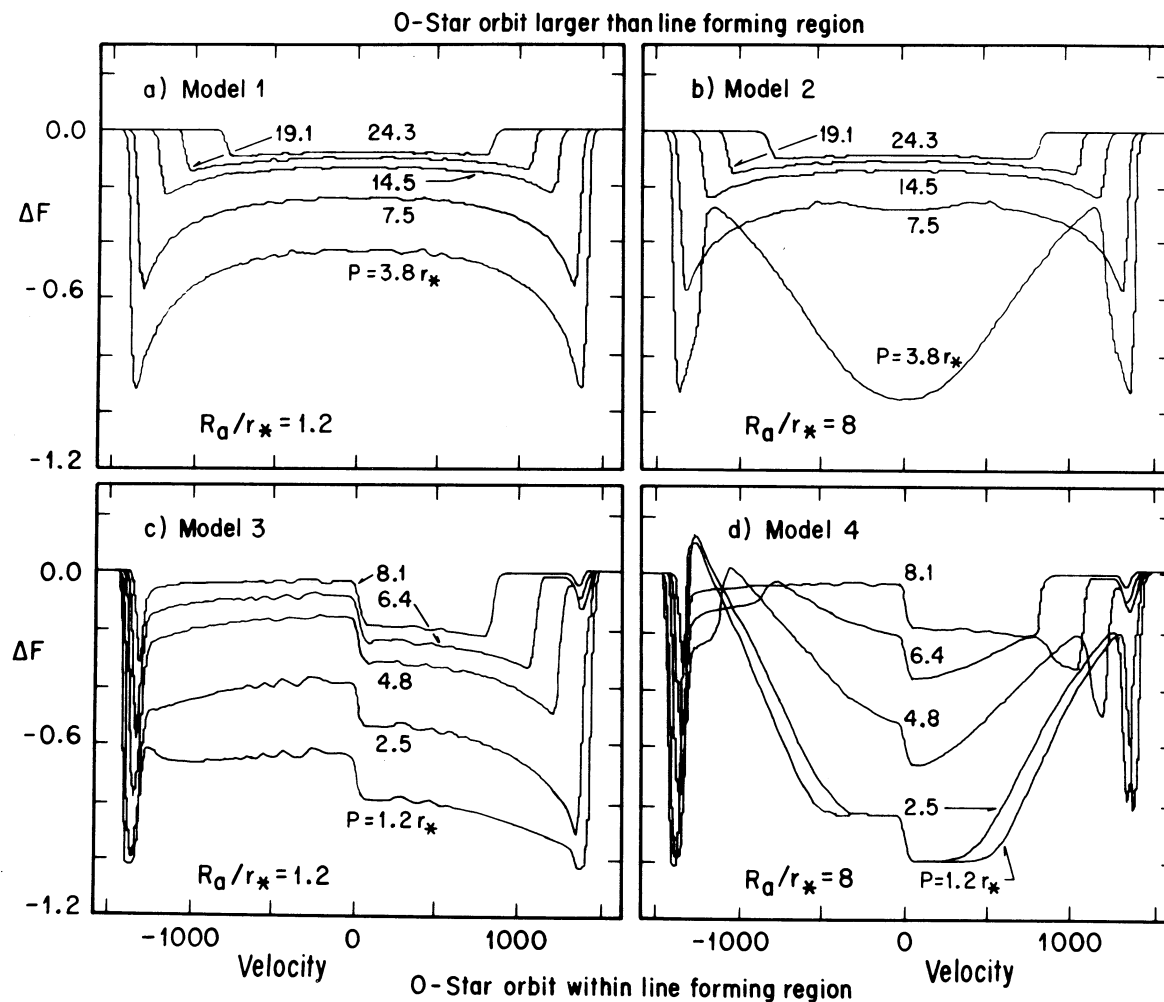 O-Star orbit larger than line forming region
a) Model 1
b) Model 2
0.0
19.1
24.3
19.1
24.3
14.5
14.5
ΔF
7.5
7.5
-0.6
P = 3.8 r*
P = 3.8 r*
Ra/r* = 1.2
Ra/r* = 8
-1.2
c) Model 3
d) Model 4
0.0
8.1
8.1
6.4
6.4
ΔF
4.8
4.8
-0.6
2.5
2.5
P = 1.2 r*
Ra/r* = 1.2
Ra/r* = 8
P = 1.2 r*
-1.2
-1000
0
1000
-1000
0
1000
Velocity
Velocity
O-Star orbit within line forming region